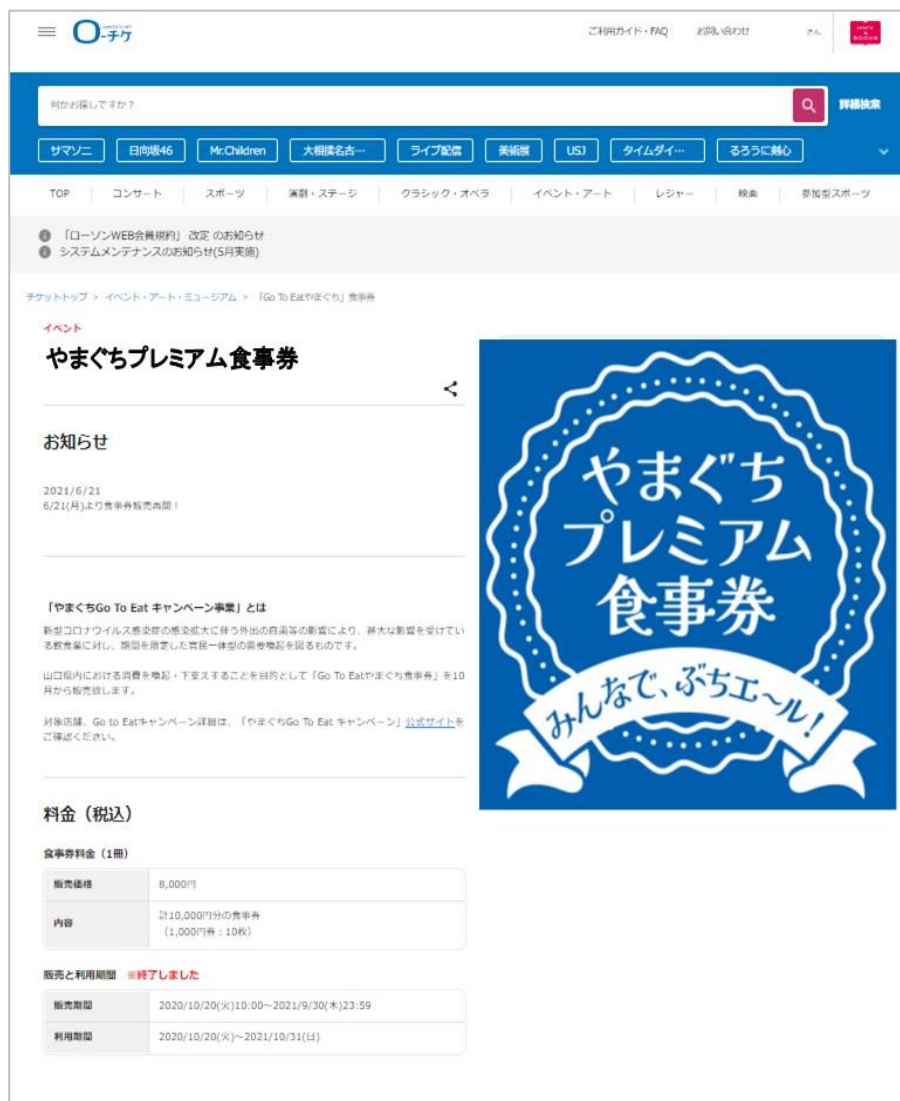 ローチケ
ご利用ガイド・FAQ
お問い合わせ
さん
HMV
&
BOOKS
何かお探しですか?
詳細検索
サマソニ
日向坂46
Mr.Children
大相撲名古…
ライブ配信
美術展
USJ
タイムダイ…
るろうに剣心
TOP
コンサート
スポーツ
演劇・ステージ
クラシック・オペラ
イベント・アート
レジャー
映画
参加型スポーツ
「ローソンWEB会員規約」 改定 のお知らせ
システムメンテナンスのお知らせ(5月実施)
チケットトップ > イベント・アート・ミュージアム > 「Go To Eatやまぐち」食事券
イベント
やまぐちプレミアム食事券
お知らせ
2021/6/21
6/21(月)より食事券販売再開!
「やまぐちGo To Eat キャンペーン事業」とは
新型コロナウイルス感染症の感染拡大に伴う外出の自粛等の影響により、甚大な影響を受けてい
る飲食業に対し、期間を限定した官民一体型の需要喚起を図るものです。
山口県内における消費を喚起・下支えすることを目的として「Go To Eatやまぐち食事券」を10
月から販売致します。
対象店舗、Go to Eatキャンペーン詳細は、「やまぐちGo To Eat キャンペーン」公式サイトを
ご確認ください。
料金(税込)
食事券料金(1冊)
販売価格
8,000円
内容
計10,000円分の食事券
(1,000円券:10枚)
販売と利用期間 ※終了しました
販売期間
2020/10/20(火)10:00~2021/9/30(木)23:59
利用期間
2020/10/20(火)~2021/10/31(日)
やまぐち
プレミアム
食事券
みんなで、ぶちエ~ル!